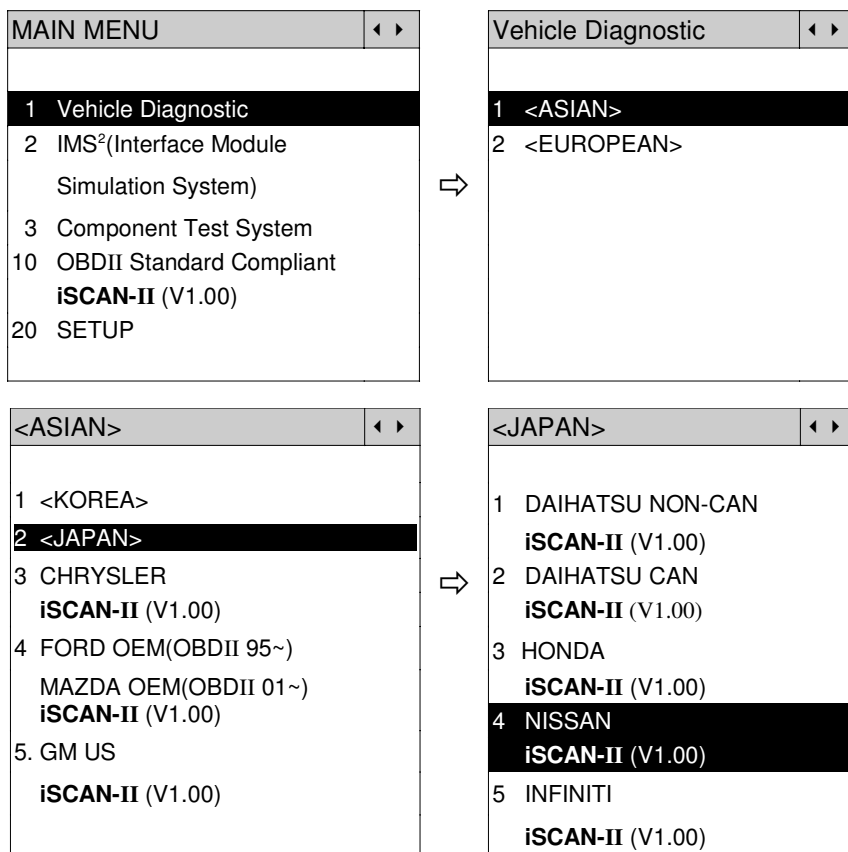 MAIN MENU
1 Vehicle Diagnostic
2 IMS²(Interface Module
Simulation System)
3 Component Test System
10 OBDII Standard Compliant
iSCAN-II (V1.00)
20 SETUP
Vehicle Diagnostic
1 <ASIAN>
2 <EUROPEAN>
<ASIAN>
1 <KOREA>
2 <JAPAN>
3 CHRYSLER
iSCAN-II (V1.00)
4 FORD OEM(OBDII 95~)
MAZDA OEM(OBDII 01~)
iSCAN-II (V1.00)
5. GM US
iSCAN-II (V1.00)
<JAPAN>
1 DAIHATSU NON-CAN
iSCAN-II (V1.00)
2 DAIHATSU CAN
iSCAN-II (V1.00)
3 HONDA
iSCAN-II (V1.00)
4 NISSAN
iSCAN-II (V1.00)
5 INFINITI
iSCAN-II (V1.00)